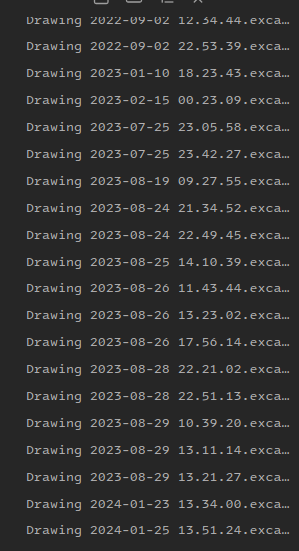 Drawing 2022-09-02 12.34.44.exca…
Drawing 2022-09-02 22.53.39.exca…
Drawing 2023-01-10 18.23.43.exca…
Drawing 2023-02-15 00.23.09.exca…
Drawing 2023-07-25 23.05.58.exca…
Drawing 2023-07-25 23.42.27.exca…
Drawing 2023-08-19 09.27.55.exca…
Drawing 2023-08-24 21.34.52.exca…
Drawing 2023-08-24 22.49.45.exca…
Drawing 2023-08-25 14.10.39.exca…
Drawing 2023-08-26 11.43.44.exca…
Drawing 2023-08-26 13.23.02.exca…
Drawing 2023-08-26 17.56.14.exca…
Drawing 2023-08-28 22.21.02.exca…
Drawing 2023-08-28 22.51.13.exca…
Drawing 2023-08-29 10.39.20.exca…
Drawing 2023-08-29 13.11.14.exca…
Drawing 2023-08-29 13.21.27.exca…
Drawing 2024-01-23 13.34.00.exca…
Drawing 2024-01-25 13.51.24.exca…